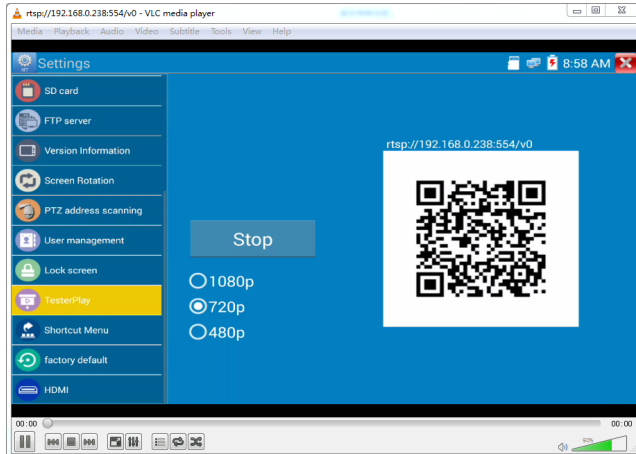 rtsp://192.168.0.238:554/v0 - VLC media player
Media Playback Audio Video Subtitle Tools View Help
SET
Settings
8:58 AM
SD card
FTP server
Version Information
Screen Rotation
PTZ address scanning
User management
Lock screen
TesterPlay
Shortcut Menu
factory default
HDMI
rtsp://192.168.0.238:554/v0
Stop
1080p
720p
480p
00:00
00:00
90%